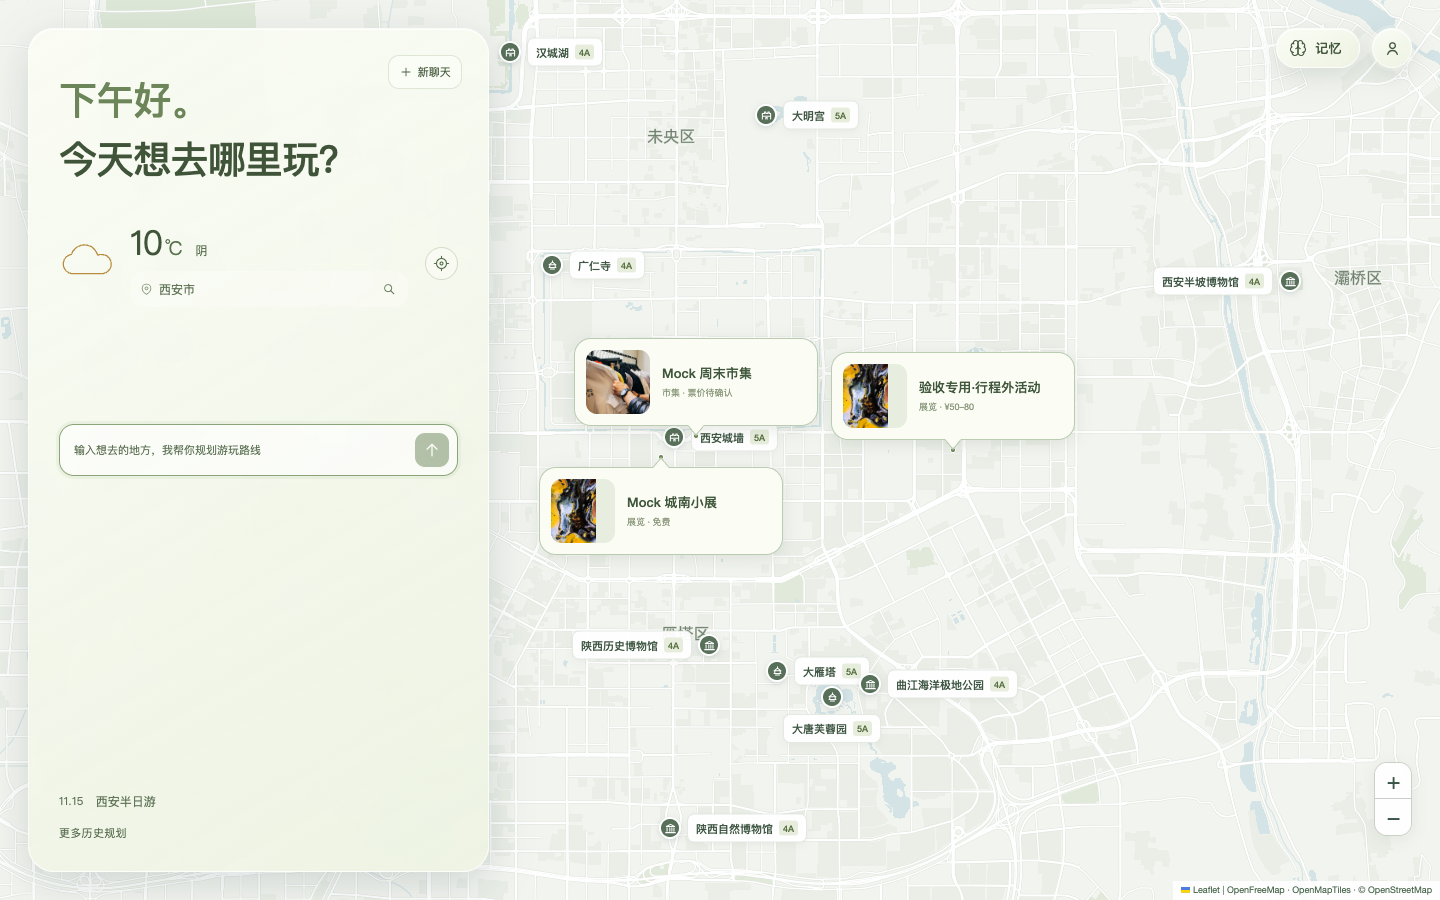 新聊天
下午好。
今天想去哪里玩?
10℃ 阴
西安市
输入想去的地方，我帮你规划游玩路线
11.15 西安半日游
更多历史规划
记忆
汉城湖 4A
大明宫 5A
未央区
广仁寺 4A
西安半坡博物馆 4A
灞桥区
Mock 周末市集
市集 · 票价待确认
验收专用·行程外活动
展览 · ¥50–80
西安城墙 5A
Mock 城南小展
展览 · 免费
雁塔区
陕西历史博物馆 4A
大雁塔 5A
曲江海洋极地公园 4A
大唐芙蓉园 5A
陕西自然博物馆 4A
+
−
Leaflet | OpenFreeMap · OpenMapTiles · © OpenStreetMap